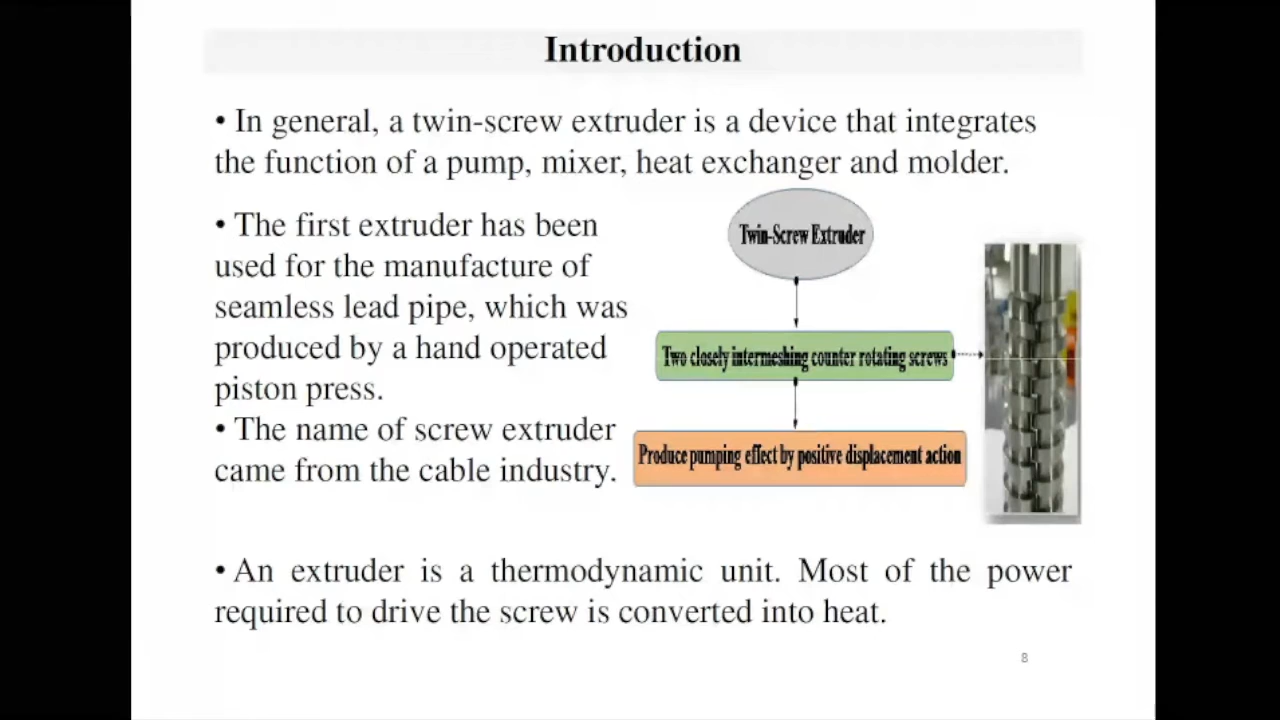 Introduction
• In general, a twin-screw extruder is a device that integrates
the function of a pump, mixer, heat exchanger and molder.
• The first extruder has been
used for the manufacture of
seamless lead pipe, which was
produced by a hand operated
piston press.
• The name of screw extruder
came from the cable industry.
Twin-Screw Extruder
Two closely intermeshing counter rotating screws
Produce pumping effect by positive displacement action
• An extruder is a thermodynamic unit. Most of the power
required to drive the screw is converted into heat.
8